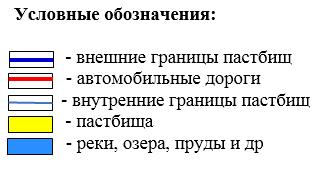 Условные обозначения:
- внешние границы пастбищ
- автомобильные дороги
- внутренние границы пастбищ
- пастбища
- реки, озера, пруды и др